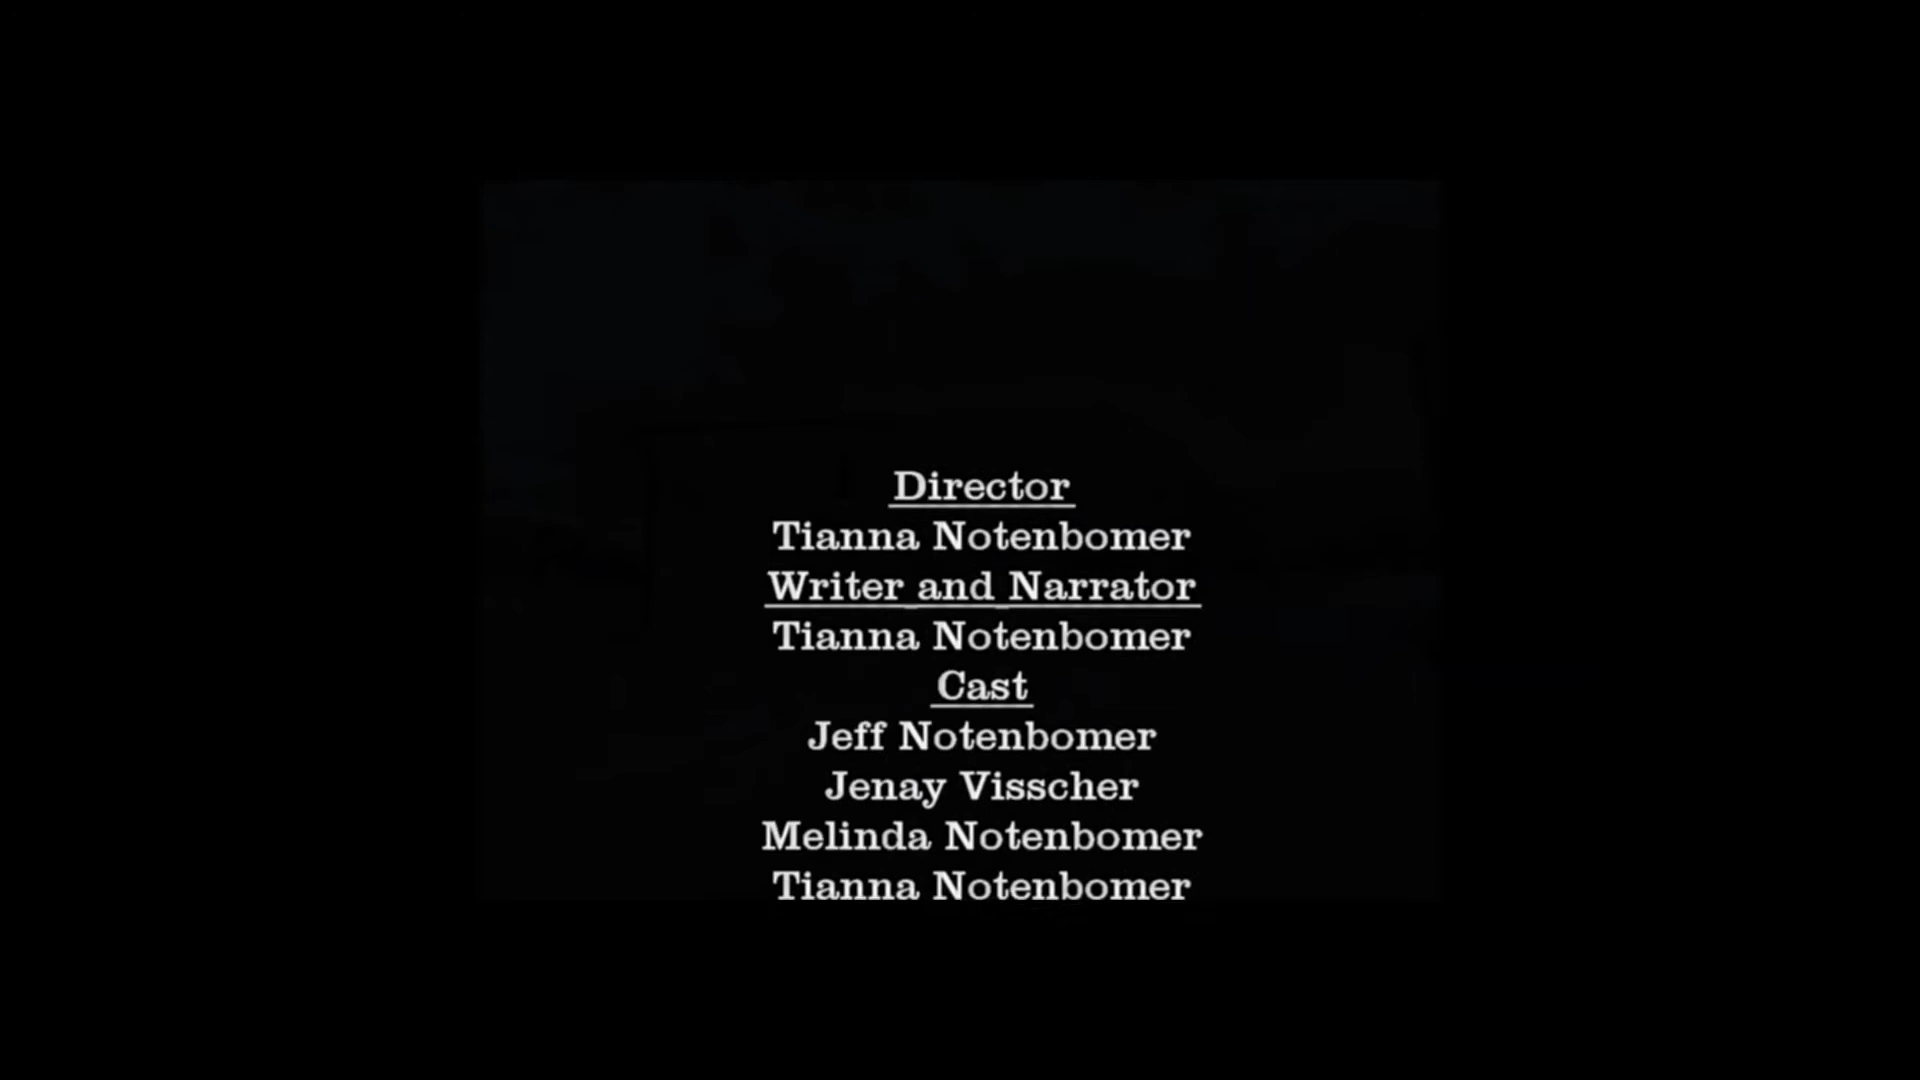 Director
Tianna Notenbomer
Writer and Narrator
Tianna Notenbomer
Cast
Jeff Notenbomer
Jenay Visscher
Melinda Notenbomer
Tianna Notenbomer